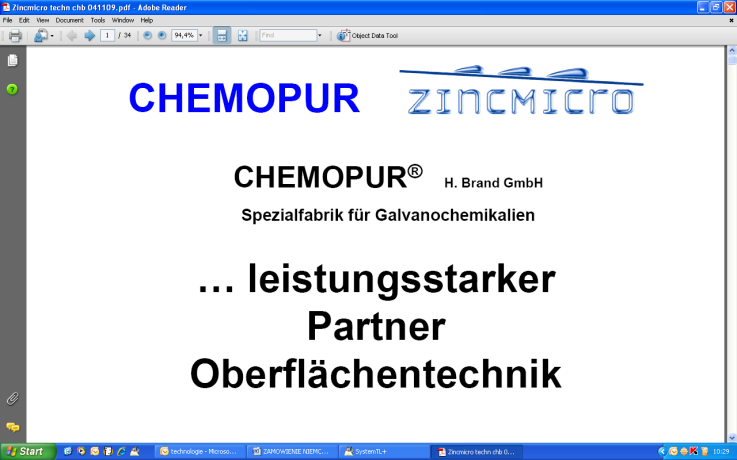 Zincmicro techn chb 041109.pdf - Adobe Reader
File Edit View Document Tools Window Help
1 / 34 94,4% Find Object Data Tool
CHEMOPUR ZINCMICRO
CHEMOPUR® H. Brand GmbH
Spezialfabrik für Galvanochemikalien
... leistungsstarker
Partner
Oberflächentechnik
Start technologie - Microso... ZAMOWIENIE NIEMC... SystemTL+ Zincmicro techn chb 0... 10:29